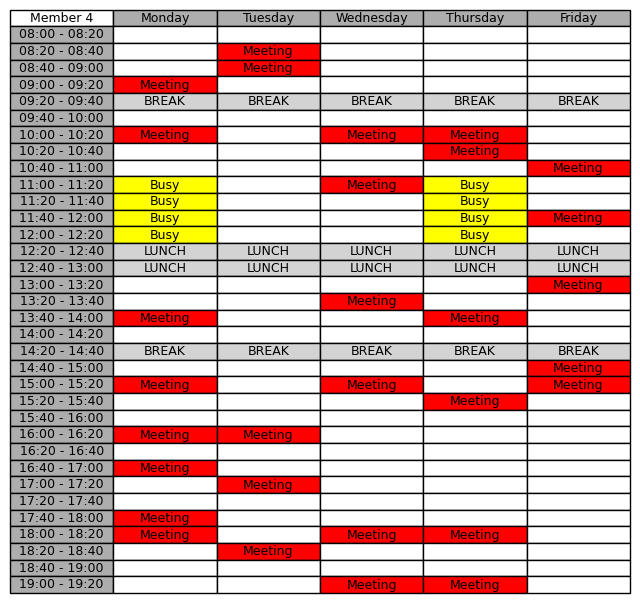 Member 4 Monday Tuesday Wednesday Thursday Friday
08:00 - 08:20
08:20 - 08:40 Meeting
08:40 - 09:00 Meeting
09:00 - 09:20 Meeting
09:20 - 09:40 BREAK BREAK BREAK BREAK BREAK
09:40 - 10:00
10:00 - 10:20 Meeting Meeting Meeting
10:20 - 10:40 Meeting
10:40 - 11:00 Meeting
11:00 - 11:20 Busy Meeting Busy
11:20 - 11:40 Busy Busy
11:40 - 12:00 Busy Busy Meeting
12:00 - 12:20 Busy Busy
12:20 - 12:40 LUNCH LUNCH LUNCH LUNCH LUNCH
12:40 - 13:00 LUNCH LUNCH LUNCH LUNCH LUNCH
13:00 - 13:20 Meeting
13:20 - 13:40 Meeting
13:40 - 14:00 Meeting Meeting
14:00 - 14:20
14:20 - 14:40 BREAK BREAK BREAK BREAK BREAK
14:40 - 15:00 Meeting
15:00 - 15:20 Meeting Meeting Meeting
15:20 - 15:40 Meeting
15:40 - 16:00
16:00 - 16:20 Meeting Meeting
16:20 - 16:40
16:40 - 17:00 Meeting
17:00 - 17:20 Meeting
17:20 - 17:40
17:40 - 18:00 Meeting
18:00 - 18:20 Meeting Meeting Meeting
18:20 - 18:40 Meeting
18:40 - 19:00
19:00 - 19:20 Meeting Meeting